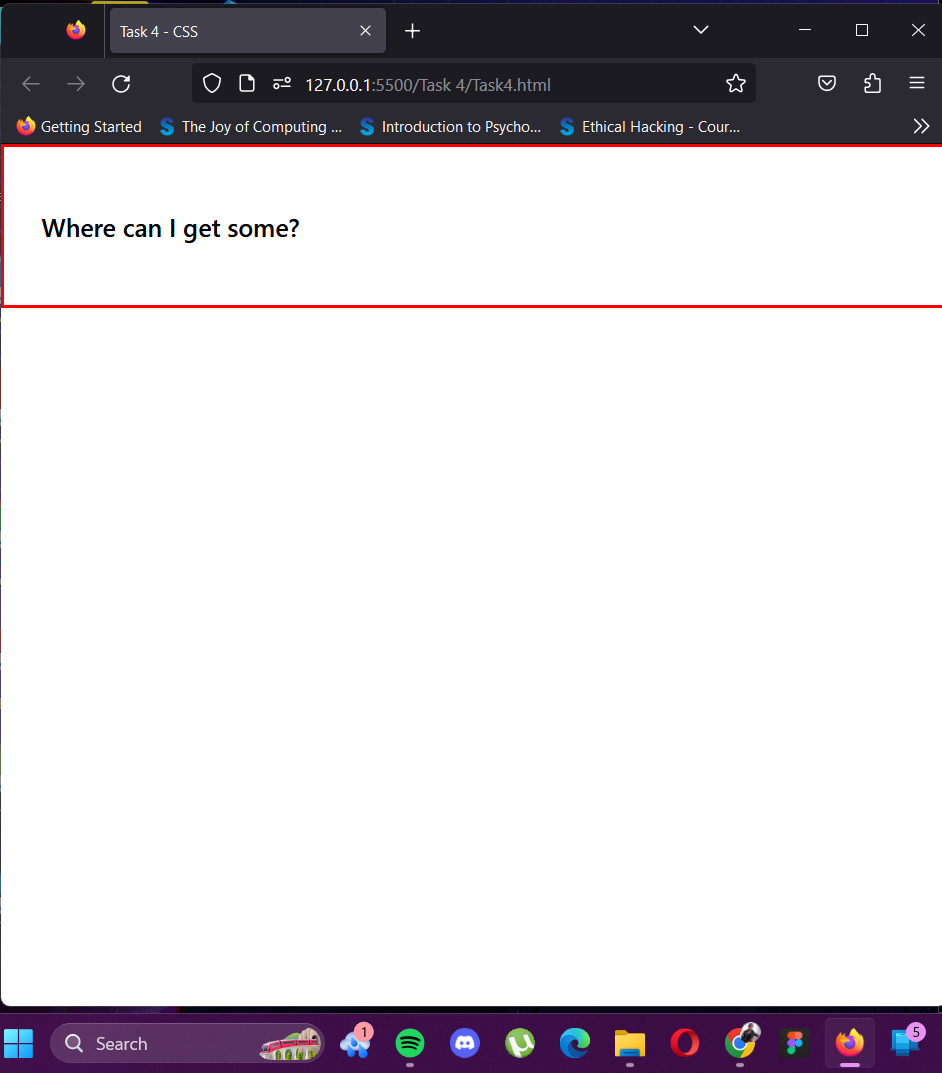 Task 4 - CSS
127.0.0.1:5500/Task 4/Task4.html
Getting Started
The Joy of Computing ...
Introduction to Psycho...
Ethical Hacking - Cour...
Where can I get some?
Search
1
5